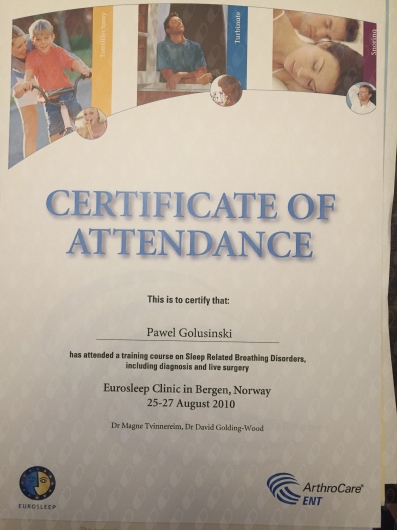 Tonsillectomy
Turbinate
Snoring
CERTIFICATE OF
ATTENDANCE
This is to certify that:
Pawel Golusinski
has attended a training course on Sleep Related Breathing Disorders,
including diagnosis and live surgery
Eurosleep Clinic in Bergen, Norway
25-27 August 2010
Dr Magne Tvinnereim, Dr David Golding-Wood
EUROSLEEP
ArthroCare®
ENT